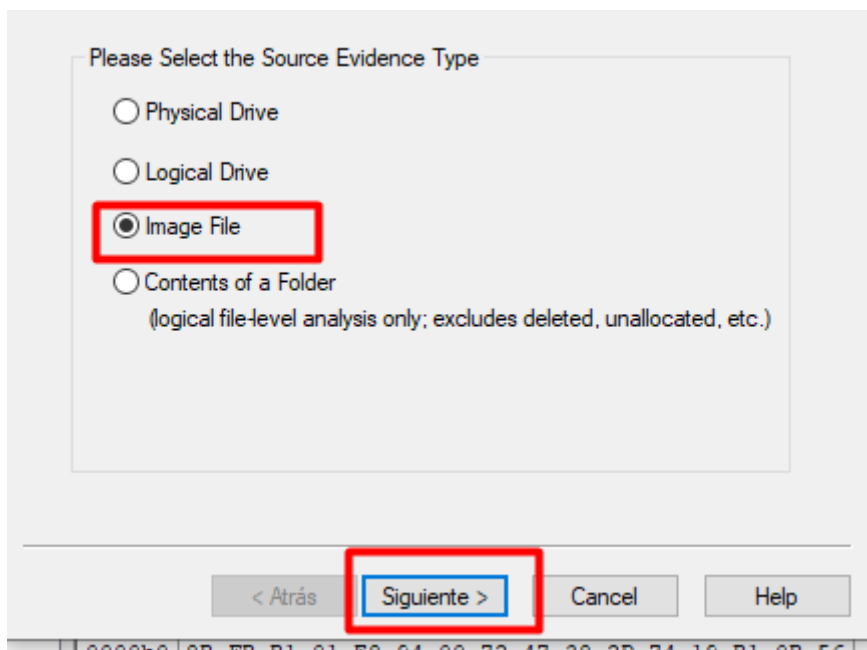 Please Select the Source Evidence Type
Physical Drive
Logical Drive
Image File
Contents of a Folder
(logical file-level analysis only; excludes deleted, unallocated, etc.)
< Atrás Siguiente > Cancel Help